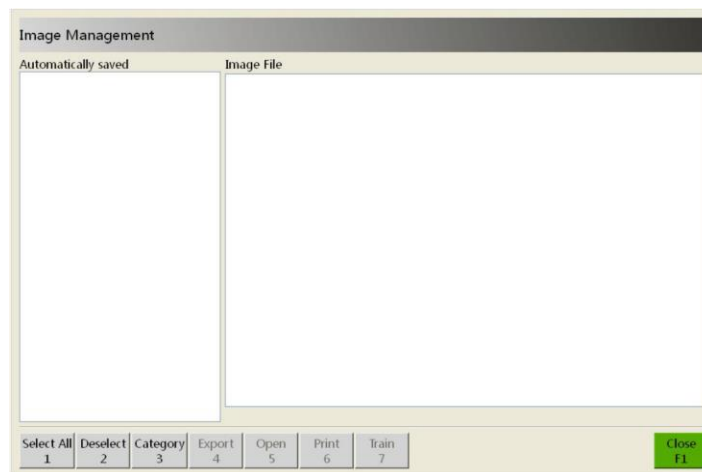 Image Management
Automatically saved
Image File
Select All Deselect Category Export Open Print Train
1 2 3 4 5 6 7
Close
F1